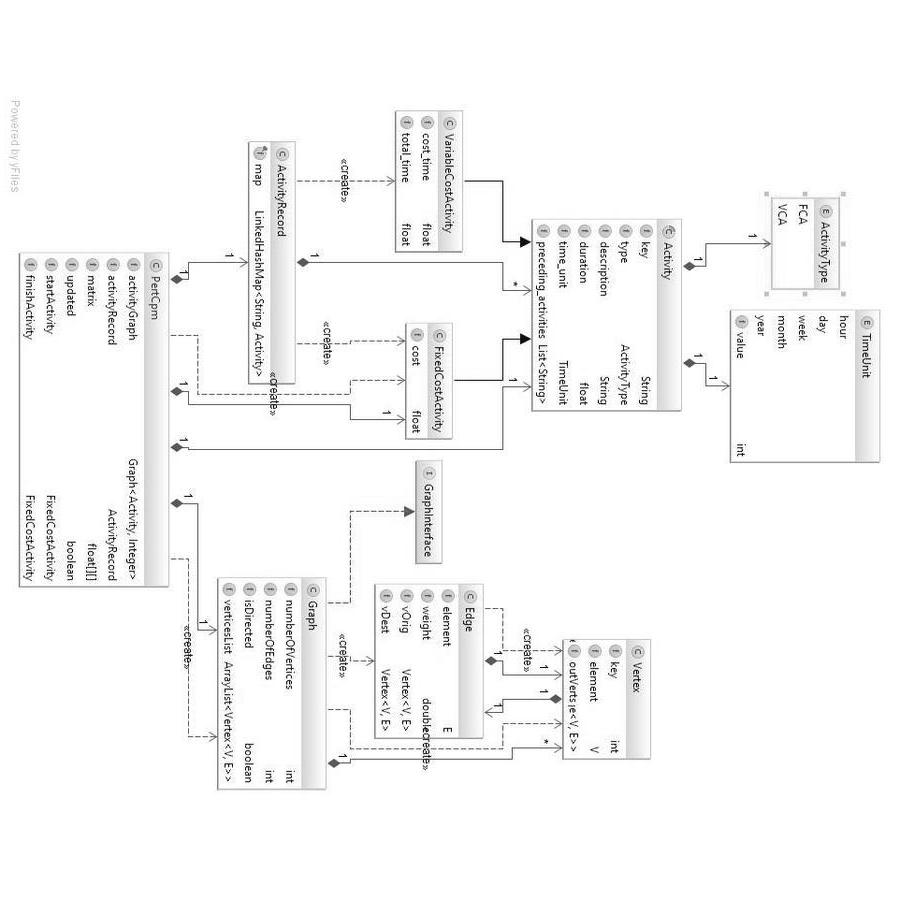 ActivityType
FCA
VCA
TimeUnit
hour
day
week
month
year
value int
Activity
key String
type ActivityType
description String
duration float
time_unit TimeUnit
preceding_activities List<String>
VariableCostActivity
cost_time float
total_time float
FixedCostActivity
cost float
ActivityRecord
map LinkedHashMap<String, Activity>
PertCpm
activityGraph Graph<Activity, Integer>
activityRecord ActivityRecord
matrix float[][]
updated boolean
startActivity FixedCostActivity
finishActivity FixedCostActivity
GraphInterface
Vertex
key int
element V
outVerts
Edge
element E
weight double
vOrig Vertex<V, E>
vDest Vertex<V, E>
Graph
numberOfVertices int
numberOfEdges int
isDirected boolean
verticesList ArrayList<Vertex<V, E>>
«create»
«create»
«create»
«create»
«create»
«create»
«create»
1
1
1
1
1
*
1
1
1
1
1
1
1
1
1
1
1
1
1
*
Powered by yFiles